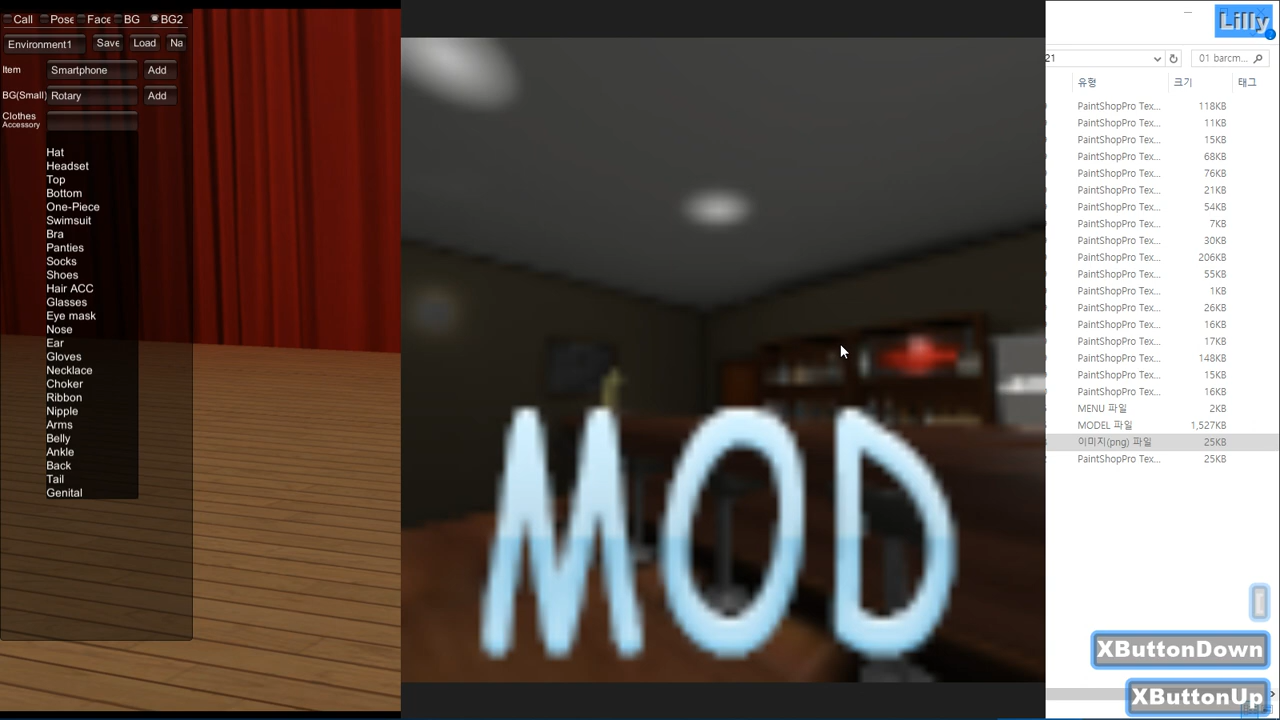 Call Pose Face BG BG2
Environment1 Save Load Na
Item Smartphone Add
BG(Small) Rotary Add
Clothes
Accessory
Hat
Headset
Top
Bottom
One-Piece
Swimsuit
Bra
Panties
Socks
Shoes
Hair ACC
Glasses
Eye mask
Nose
Ear
Gloves
Necklace
Choker
Ribbon
Nipple
Arms
Belly
Ankle
Back
Tail
Genital
MOD
Lilly
21 01 barcm...
유형 크기 태그
PaintShopPro Tex... 118KB
PaintShopPro Tex... 11KB
PaintShopPro Tex... 15KB
PaintShopPro Tex... 68KB
PaintShopPro Tex... 76KB
PaintShopPro Tex... 21KB
PaintShopPro Tex... 54KB
PaintShopPro Tex... 7KB
PaintShopPro Tex... 30KB
PaintShopPro Tex... 206KB
PaintShopPro Tex... 55KB
PaintShopPro Tex... 1KB
PaintShopPro Tex... 26KB
PaintShopPro Tex... 16KB
PaintShopPro Tex... 17KB
PaintShopPro Tex... 148KB
PaintShopPro Tex... 15KB
PaintShopPro Tex... 16KB
MENU 파일 2KB
MODEL 파일 1,527KB
이미지(png) 파일 25KB
PaintShopPro Tex... 25KB
XButtonDown
XButtonUp